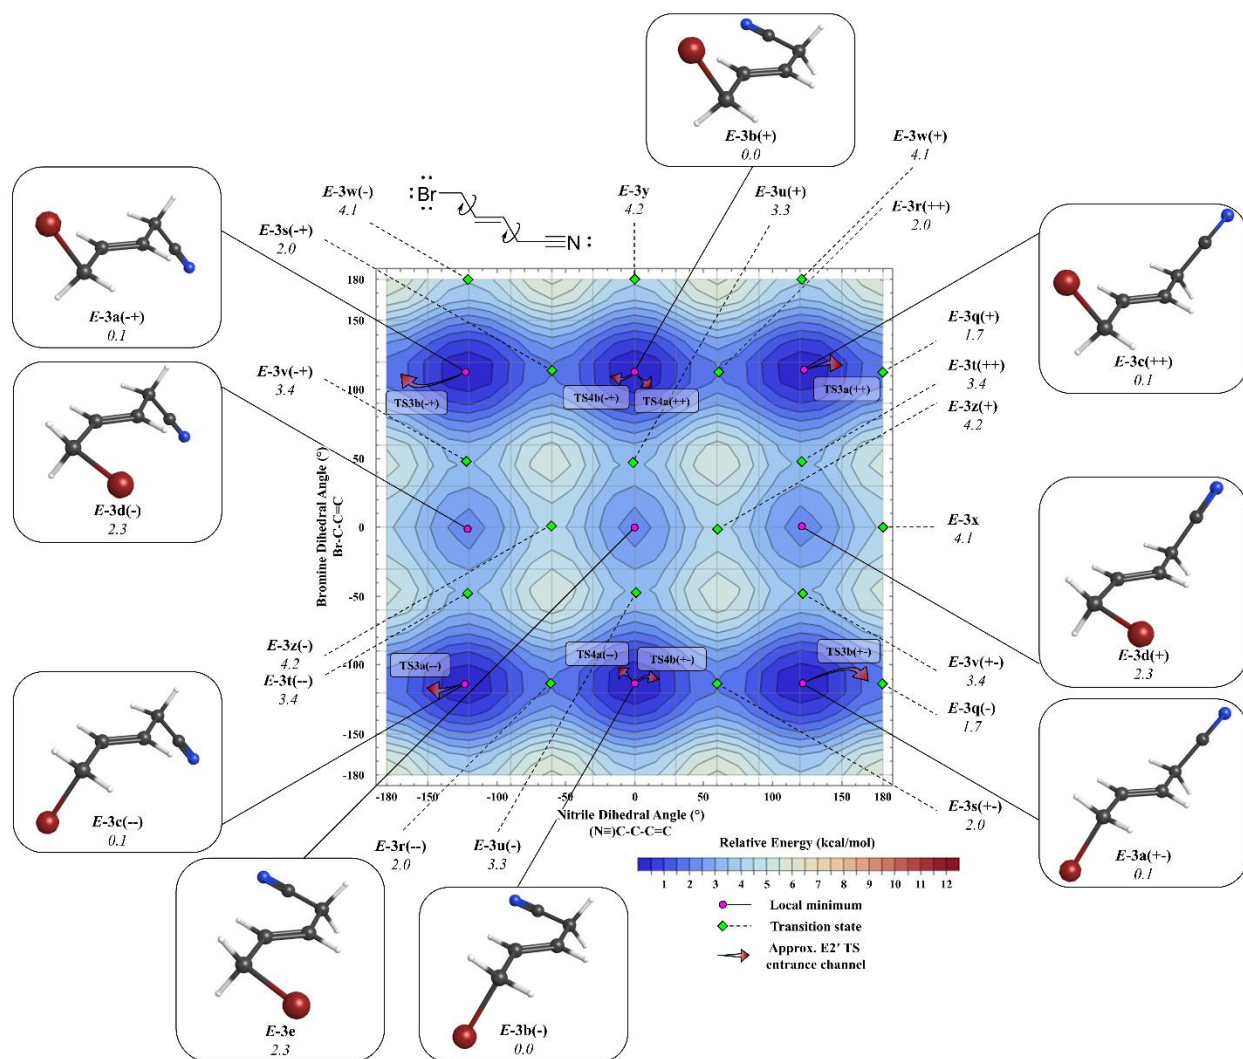 E-3b(+)
0.0
E-3w(+)
4.1
E-3w(-)
4.1
:Br
N:
E-3y
4.2
E-3u(+)
3.3
E-3r(++)
2.0
E-3s(-+)
2.0
E-3a(-+)
0.1
E-3c(++)
0.1
E-3q(+)
1.7
E-3v(-+)
3.4
E-3t(++)
3.4
E-3z(+)
4.2
E-3d(-)
2.3
180
150
100
50
0
-50
-100
-150
-180
Bromine Dihedral Angle (°)
Br-C-C=C
TS3b(-+)
TS4b(-+)
TS4a(++)
TS3a(++)
E-3x
4.1
TS3a(--)
TS4a(--)
TS4b(+-)
TS3b(+-)
E-3d(+)
2.3
E-3z(-)
4.2
E-3t(--)
3.4
E-3v(+-)
3.4
E-3q(-)
1.7
E-3c(--)
0.1
-180 -150 -100 -50 0 50 100 150 180
Nitrile Dihedral Angle (°)
(N≡)C-C-C=C
E-3r(--)
2.0
E-3u(-)
3.3
E-3s(+-)
2.0
E-3a(+-)
0.1
Relative Energy (kcal/mol)
1 2 3 4 5 6 7 8 9 10 11 12
Local minimum
Transition state
Approx. E2′ TS
entrance channel
E-3e
2.3
E-3b(-)
0.0